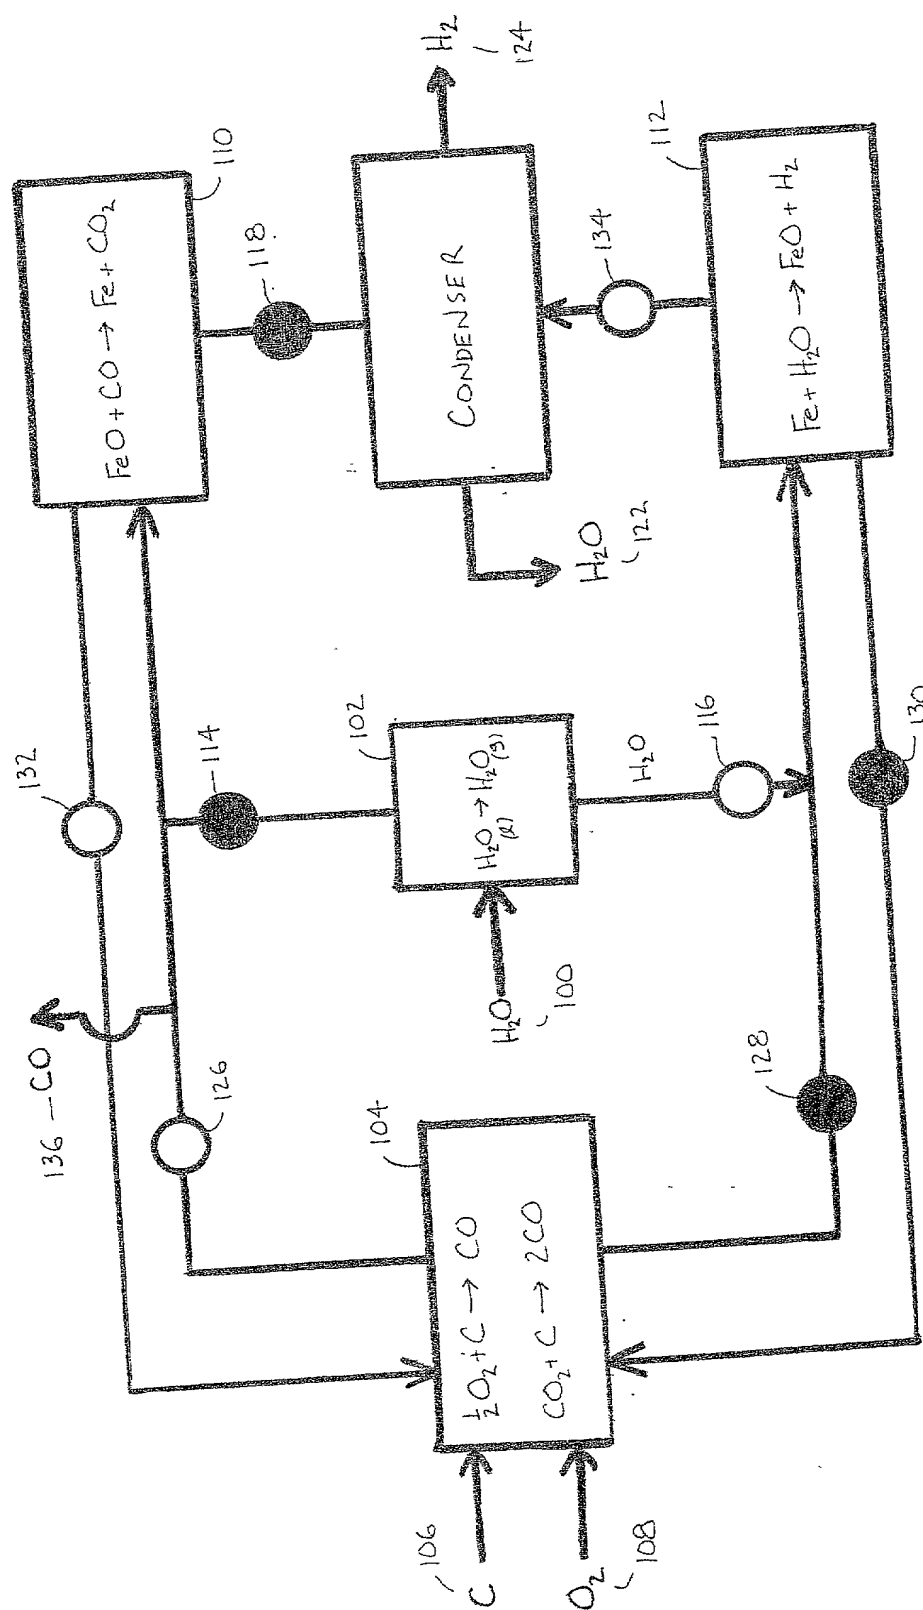 136 - CO
132
FeO + CO → Fe + CO₂
110
126
114
118
104
½O₂ + C → CO
CO₂ + C → 2CO
106
C
O₂
108
H₂O
100
102
H₂O(l) → H₂O(g)
H₂O
116
CONDENSER
H₂
124
H₂O
122
134
128
Fe + H₂O → FeO + H₂
112
130